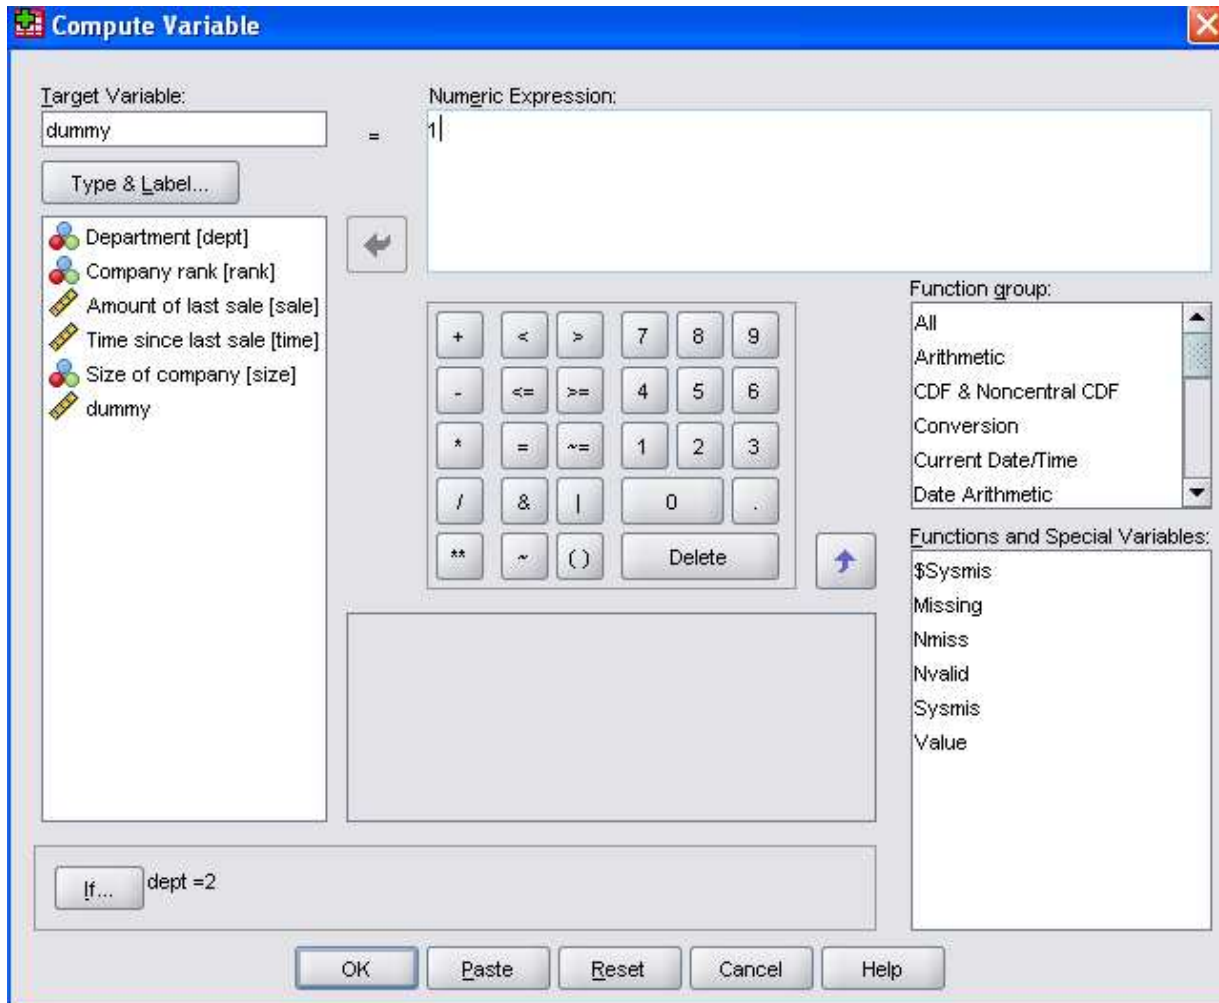 Compute Variable
Target Variable:
dummy
=
Numeric Expression:
1
Type & Label...
Department [dept]
Company rank [rank]
Amount of last sale [sale]
Time since last sale [time]
Size of company [size]
dummy
+ < > 7 8 9
- <= >= 4 5 6
* = ~= 1 2 3
/ & | 0 .
** ~ ( ) Delete
Function group:
All
Arithmetic
CDF & Noncentral CDF
Conversion
Current Date/Time
Date Arithmetic
Functions and Special Variables:
$Sysmis
Missing
Nmiss
Nvalid
Sysmis
Value
If... dept =2
OK Paste Reset Cancel Help